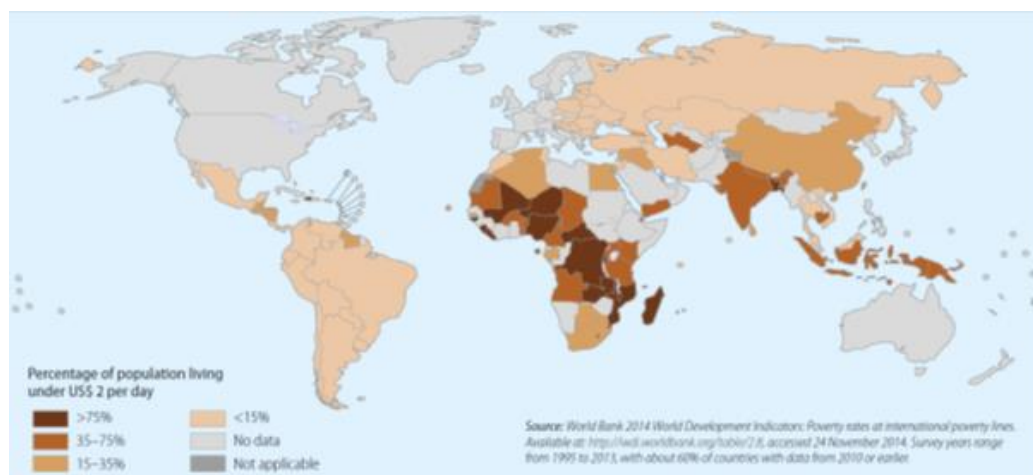 Percentage of population living
under US$ 2 per day
>75%
35–75%
15–35%
<15%
No data
Not applicable
Source: World Bank 2014 World Development Indicators: Poverty rates at international poverty lines.
Available at: http://wdi.worldbank.org/table/2.8, accessed 24 November 2014. Survey years range
from 1995 to 2013, with about 60% of countries with data from 2010 or earlier.